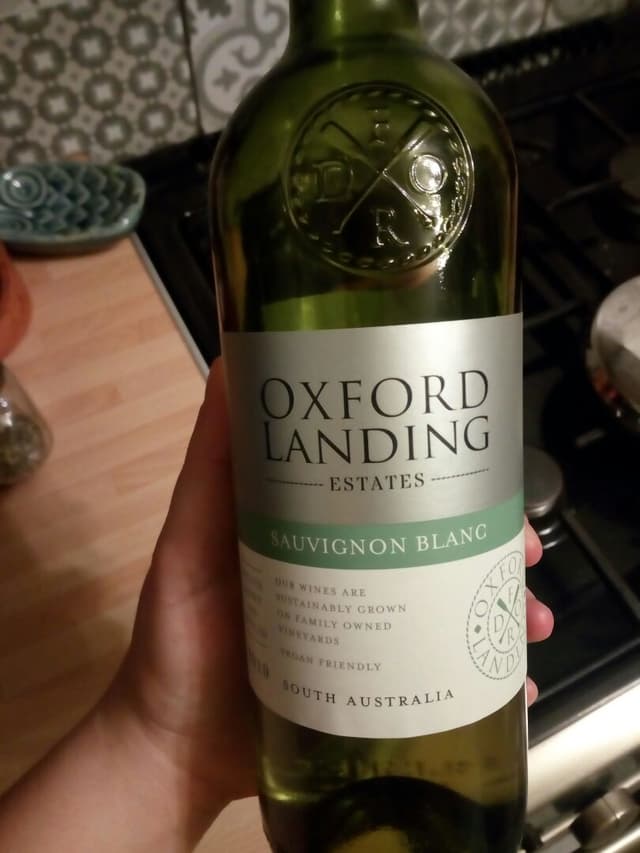 I
D O
R
OXFORD
LANDING
ESTATES
SAUVIGNON BLANC
OUR WINES ARE
SUSTAINABLY GROWN
ON FAMILY OWNED
VINEYARDS
VEGAN FRIENDLY
SOUTH AUSTRALIA